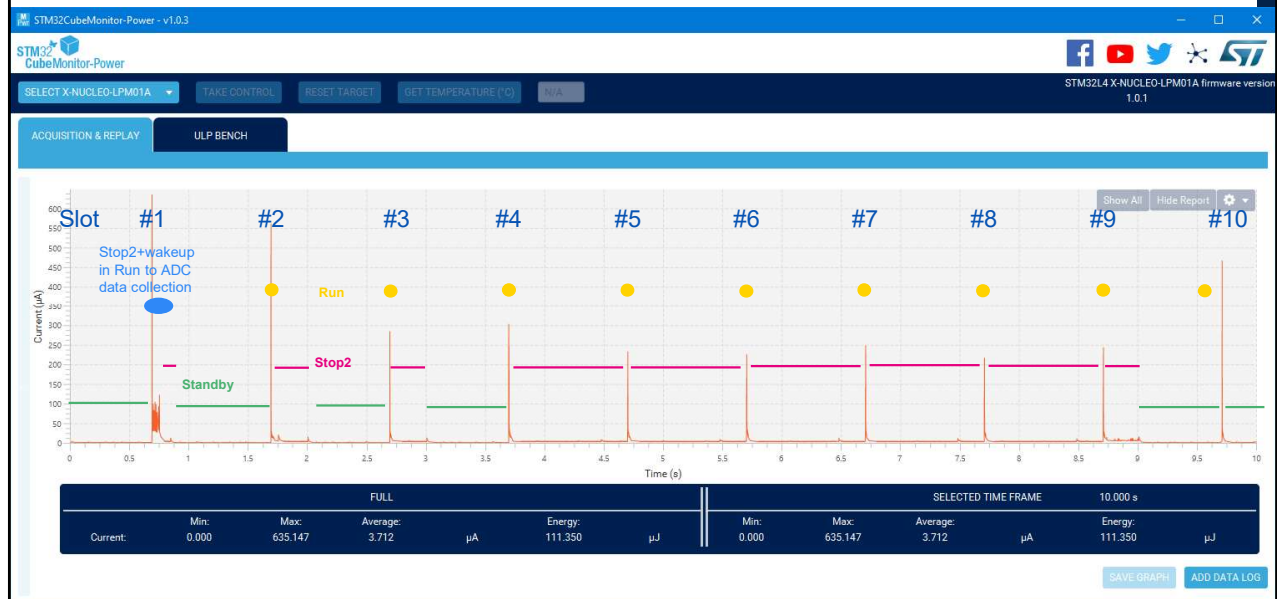 STM32CubeMonitor-Power - v1.0.3
STM32
CubeMonitor-Power
SELECT X-NUCLEO-LPM01A TAKE CONTROL RESET TARGET GET TEMPERATURE (°C) N/A
STM32L4 X-NUCLEO-LPM01A firmware version
1.0.1
ACQUISITION & REPLAY ULP BENCH
Show All Hide Report
Slot #1 #2 #3 #4 #5 #6 #7 #8 #9 #10
Stop2+wakeup
in Run to ADC
data collection
Run
Stop2
Standby
Current (µA)
600
550
500
450
400
350
300
250
200
150
100
50
0
0 0.5 1 1.5 2 2.5 3 3.5 4 4.5 5 5.5 6 6.5 7 7.5 8 8.5 9 9.5 10
Time (s)
FULL SELECTED TIME FRAME 10.000 s
Min: Max: Average: Energy: Min: Max: Average: Energy:
Current: 0.000 635.147 3.712 µA 111.350 µJ 0.000 635.147 3.712 µA 111.350 µJ
SAVE GRAPH ADD DATA LOG